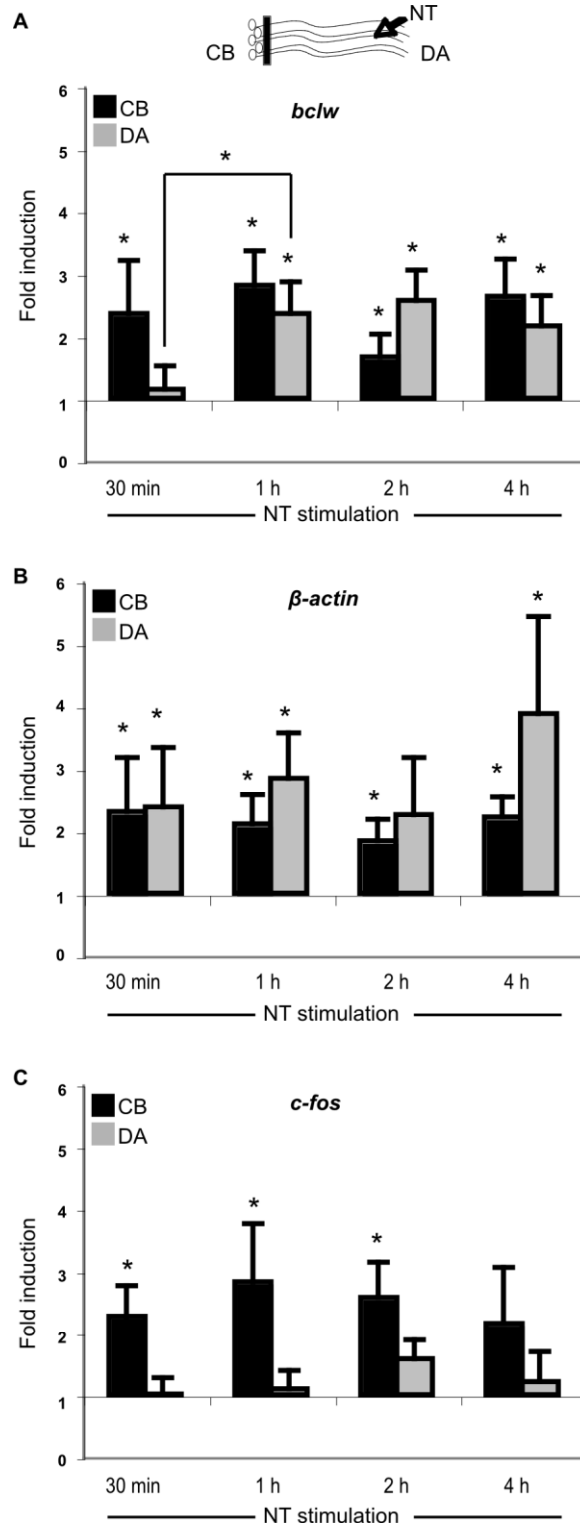 A
NT
CB DA
CB
DA
bclw
6
5
4
3
2
1
0
Fold induction
*
* * * * * * *
30 min 1 h 2 h 4 h
NT stimulation
B
CB
DA
β-actin
6
5
4
3
2
1
0
Fold induction
* * * * * * *
30 min 1 h 2 h 4 h
NT stimulation
C
CB
DA
c-fos
6
5
4
3
2
1
0
Fold induction
* * *
30 min 1 h 2 h 4 h
NT stimulation